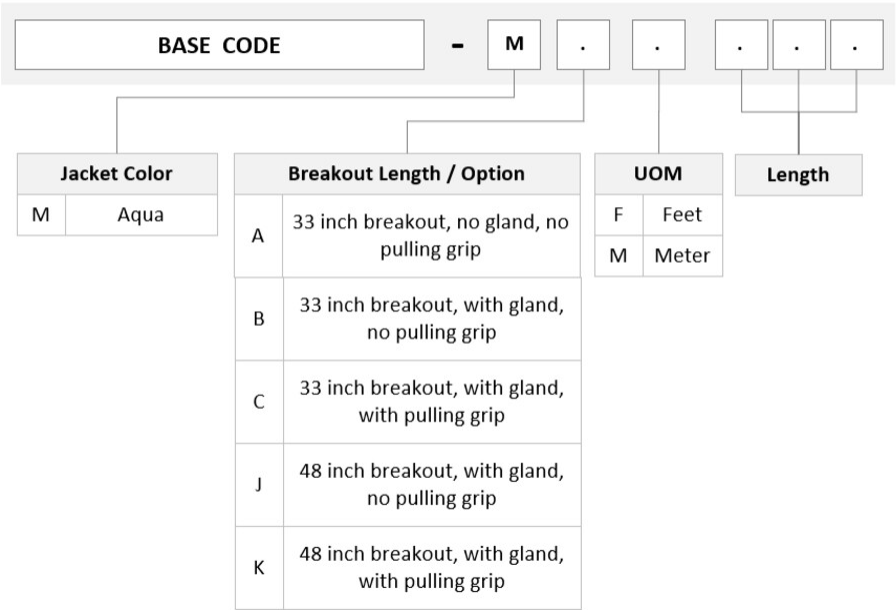 BASE CODE - M . . . . .
Jacket Color
M Aqua
Breakout Length / Option
A 33 inch breakout, no gland, no
pulling grip
B 33 inch breakout, with gland,
no pulling grip
C 33 inch breakout, with gland,
with pulling grip
J 48 inch breakout, with gland,
no pulling grip
K 48 inch breakout, with gland,
with pulling grip
UOM
F Feet
M Meter
Length